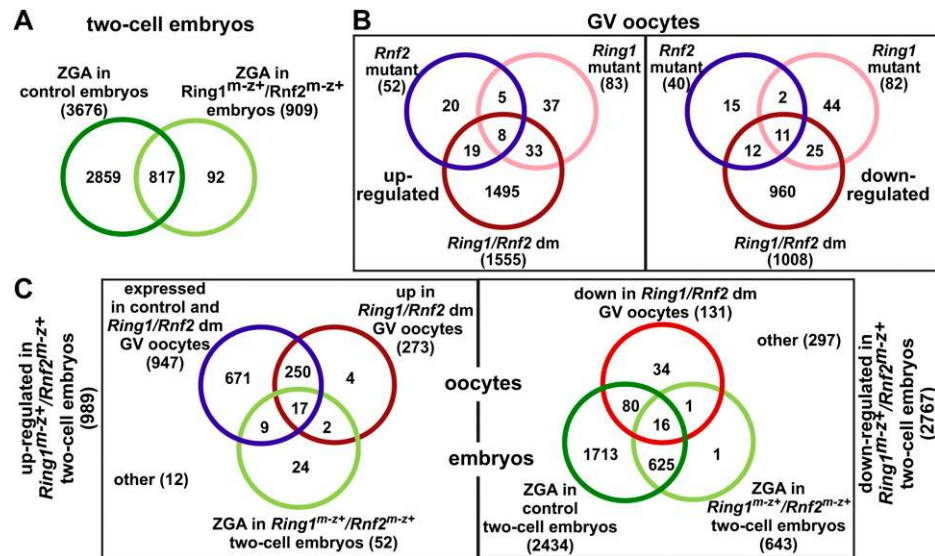 A
two-cell embryos
ZGA in
control embryos
(3676)
ZGA in
Ring1m-z+/Rnf2m-z+
embryos (909)
2859
817
92
B
GV oocytes
Rnf2
mutant
(52)
Ring1
mutant
(83)
20
5
37
8
19
33
up-
regulated
1495
Ring1/Rnf2 dm
(1555)
Rnf2
mutant
(40)
Ring1
mutant
(82)
15
2
44
11
12
25
960
down-
regulated
Ring1/Rnf2 dm
(1008)
C
up-regulated in
Ring1m-z+/Rnf2m-z+
two-cell embryos
(989)
expressed
in control and
Ring1/Rnf2 dm
GV oocytes
(947)
up in
Ring1/Rnf2 dm
GV oocytes
(273)
671
250
4
17
9
2
24
other (12)
ZGA in Ring1m-z+/Rnf2m-z+
two-cell embryos (52)
oocytes
embryos
down in Ring1/Rnf2 dm
GV oocytes (131)
other (297)
34
80
1
16
1713
625
1
ZGA in
control
two-cell embryos
(2434)
ZGA in
Ring1m-z+/Rnf2m-z+
two-cell embryos
(643)
down-regulated in
Ring1m-z+/Rnf2m-z+
two-cell embryos
(2767)